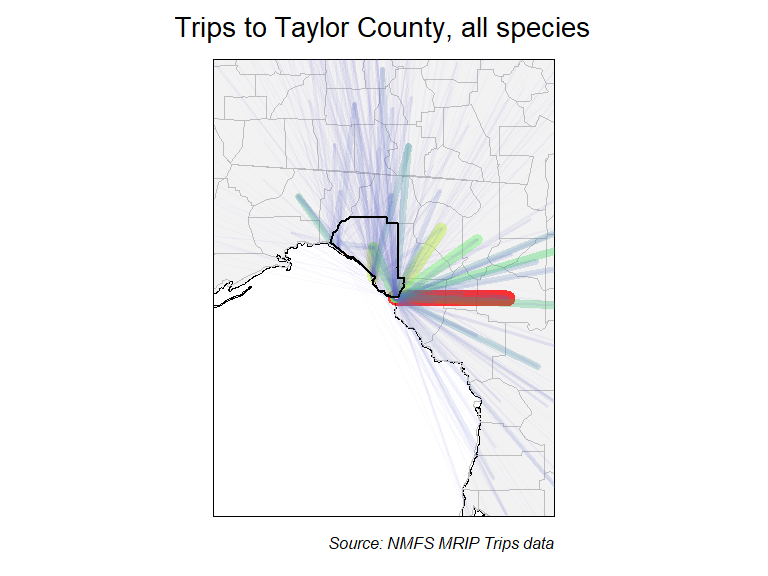 Trips to Taylor County, all species
Source: NMFS MRIP Trips data